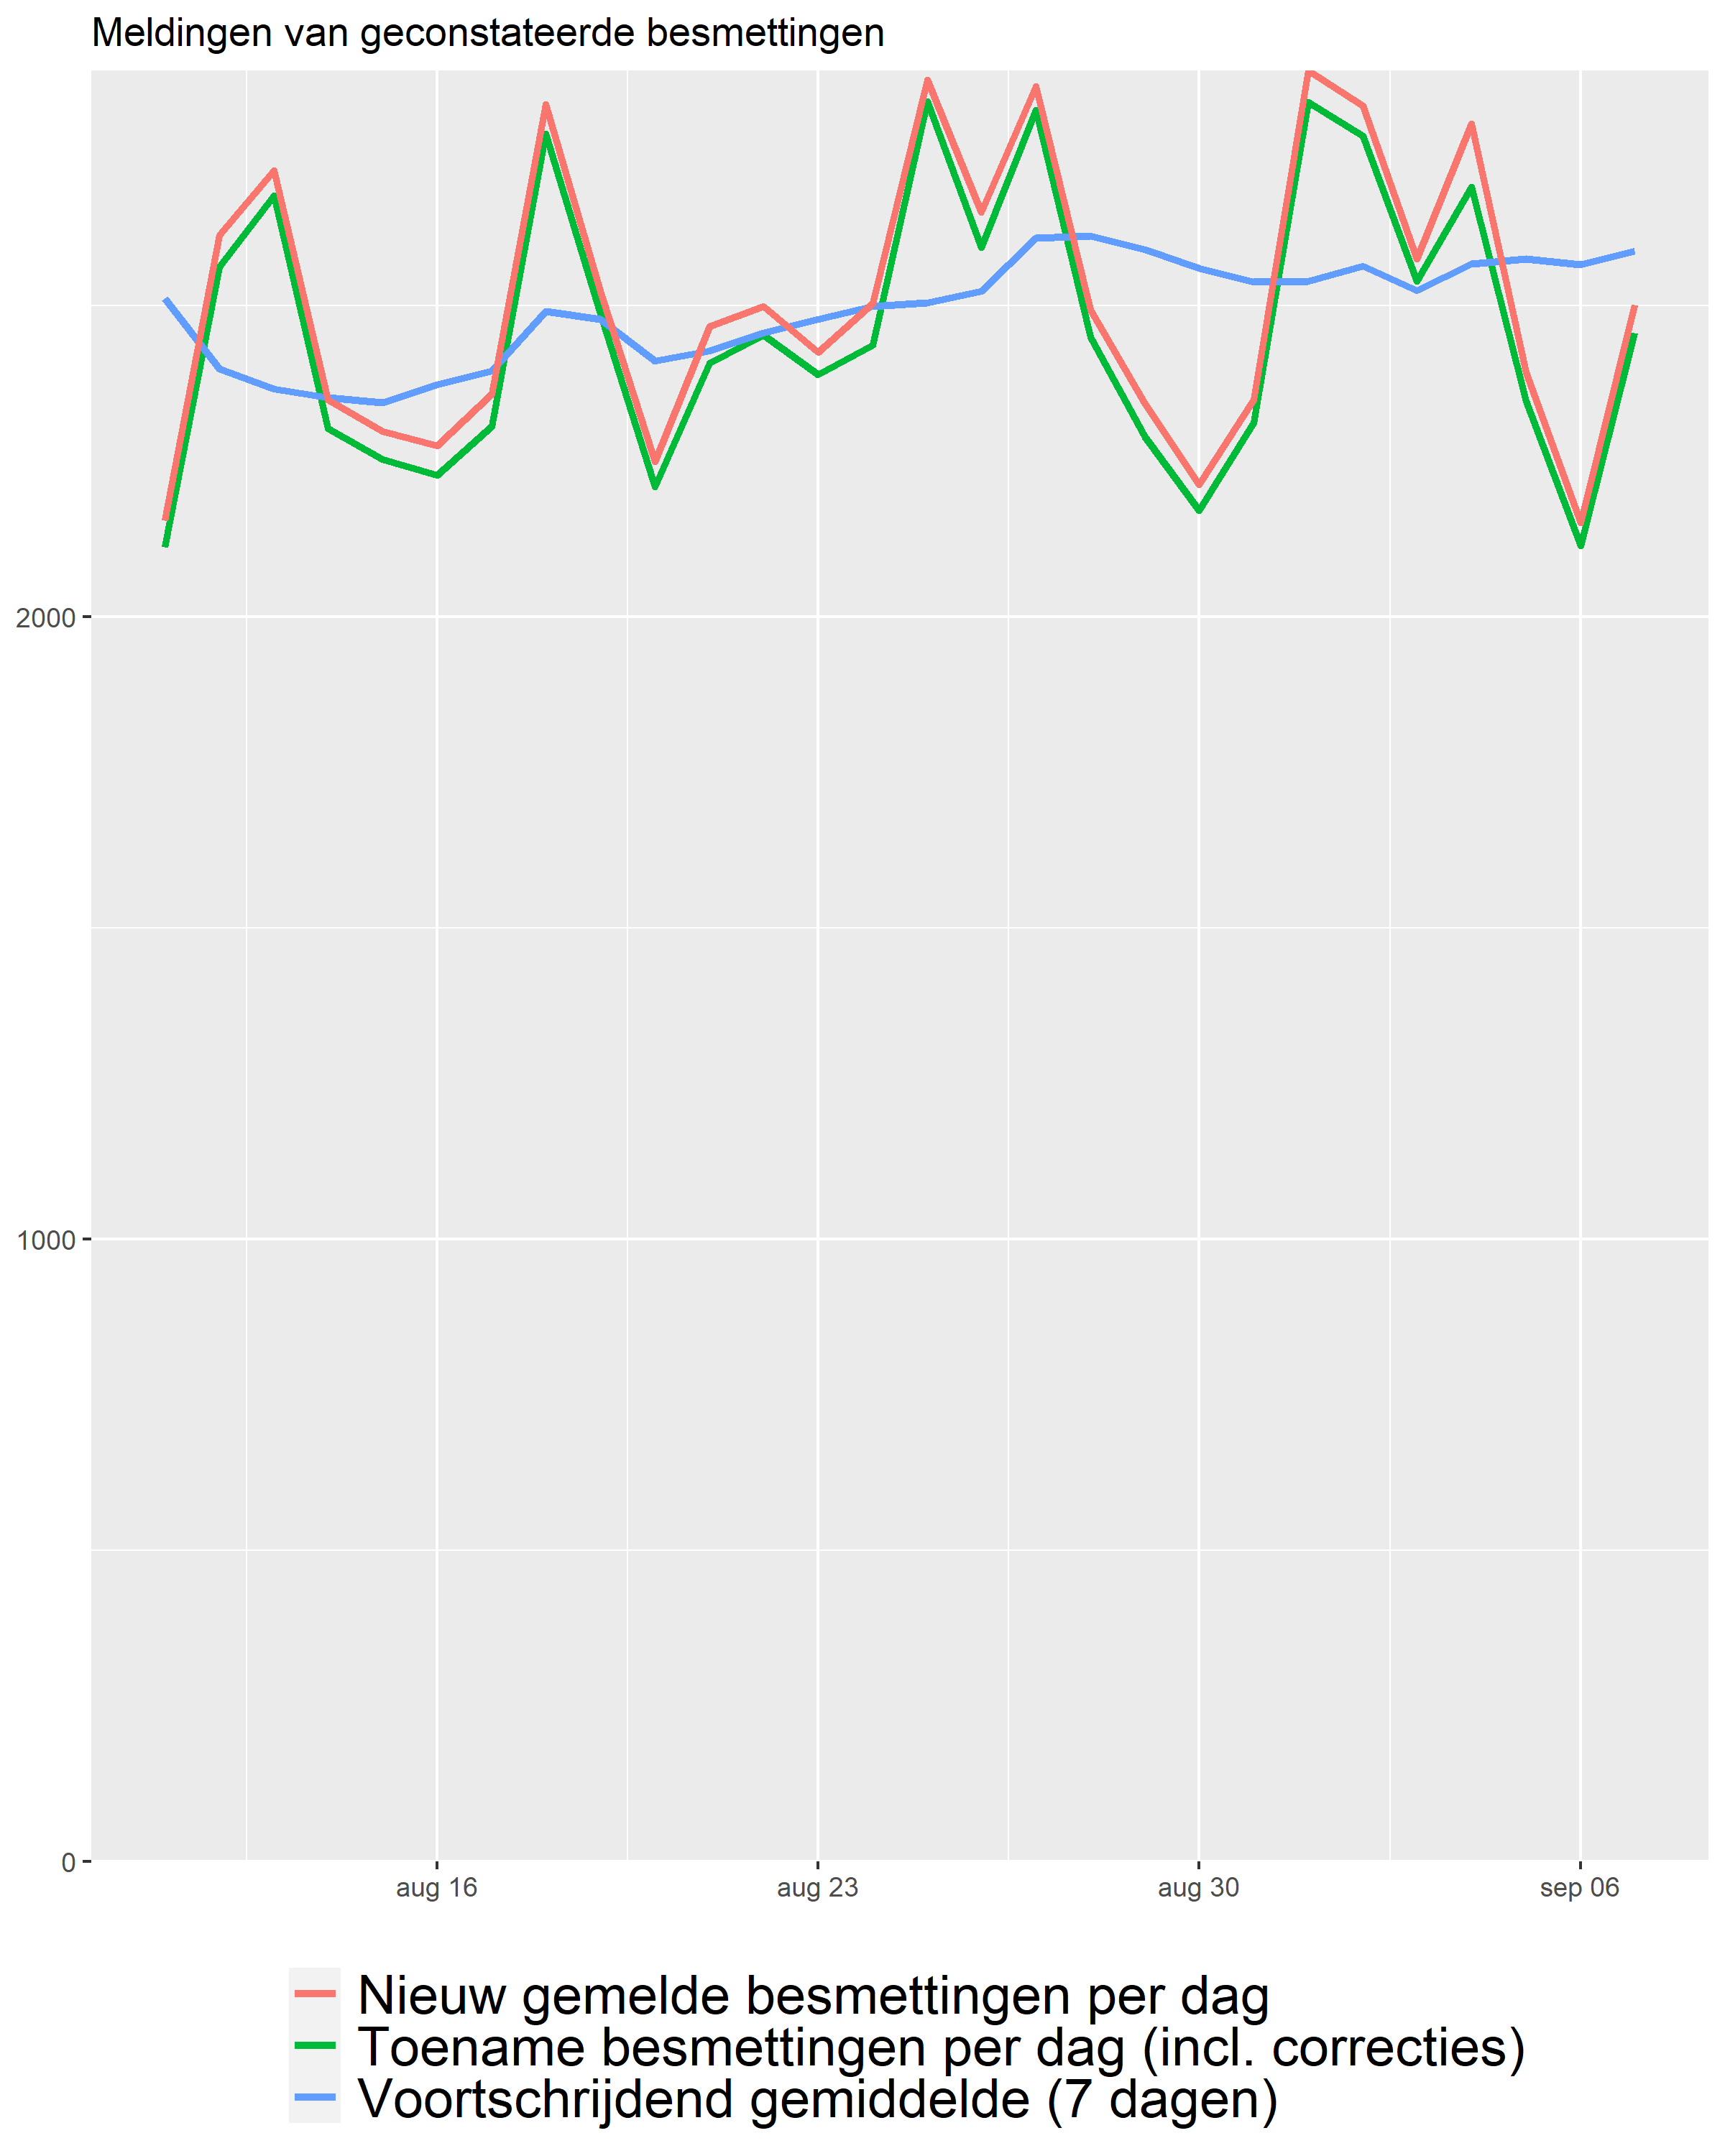 Meldingen van geconstateerde besmettingen
2000
1000
0
aug 16
aug 23
aug 30
sep 06
Nieuw gemelde besmettingen per dag
Toename besmettingen per dag (incl. correcties)
Voortschrijdend gemiddelde (7 dagen)